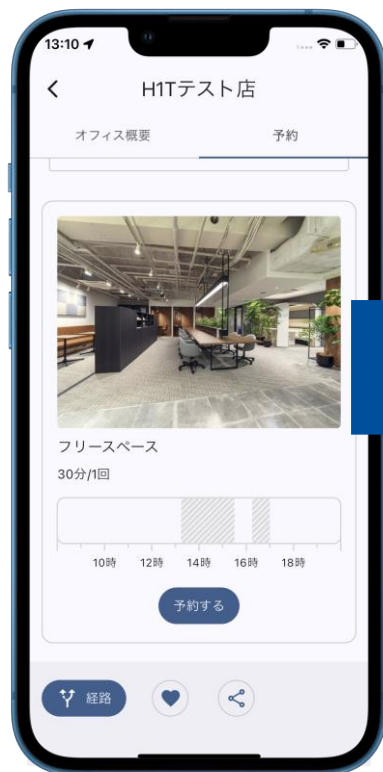 13:10
H1Tテスト店
オフィス概要 予約
フリースペース
30分/1回
10時 12時 14時 16時 18時
予約する
経路